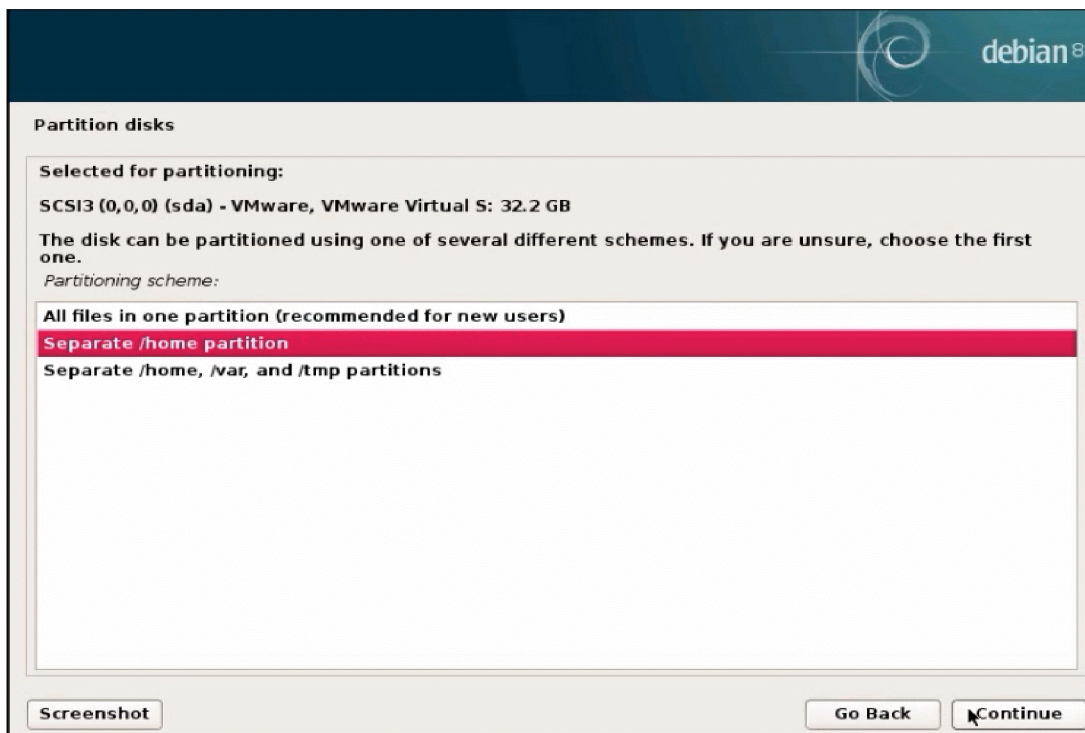 debian 8
Partition disks
Selected for partitioning:
SCSI3 (0,0,0) (sda) - VMware, VMware Virtual S: 32.2 GB
The disk can be partitioned using one of several different schemes. If you are unsure, choose the first
one.
Partitioning scheme:
All files in one partition (recommended for new users)
Separate /home partition
Separate /home, /var, and /tmp partitions
Screenshot
Go Back
Continue